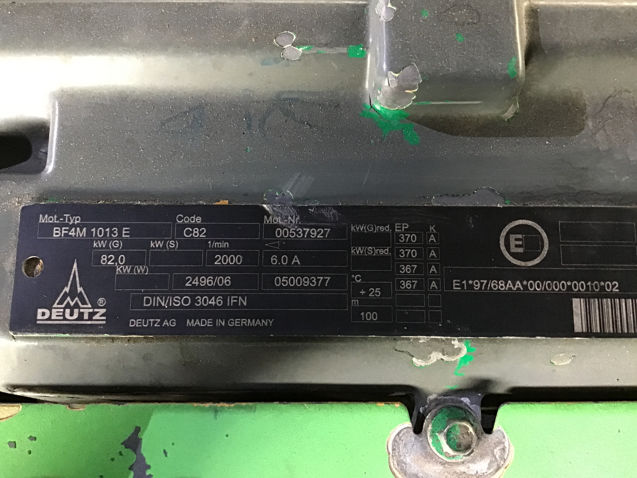 Mot.-Typ Code Mot.-Nr.
BF4M 1013 E C82 00537927
kW (G) kW (S) 1/min
82,0 2000 6.0 A
KW (W)
2496/06 05009377
DIN/ISO 3046 IFN
DEUTZ ®
DEUTZ AG MADE IN GERMANY
kW(G)red. EP K
370 A
kW(S)red. 370 A
367 A
°C 367 A
+ 25
m
100
E
E1*97/68AA*00/000*0010*02